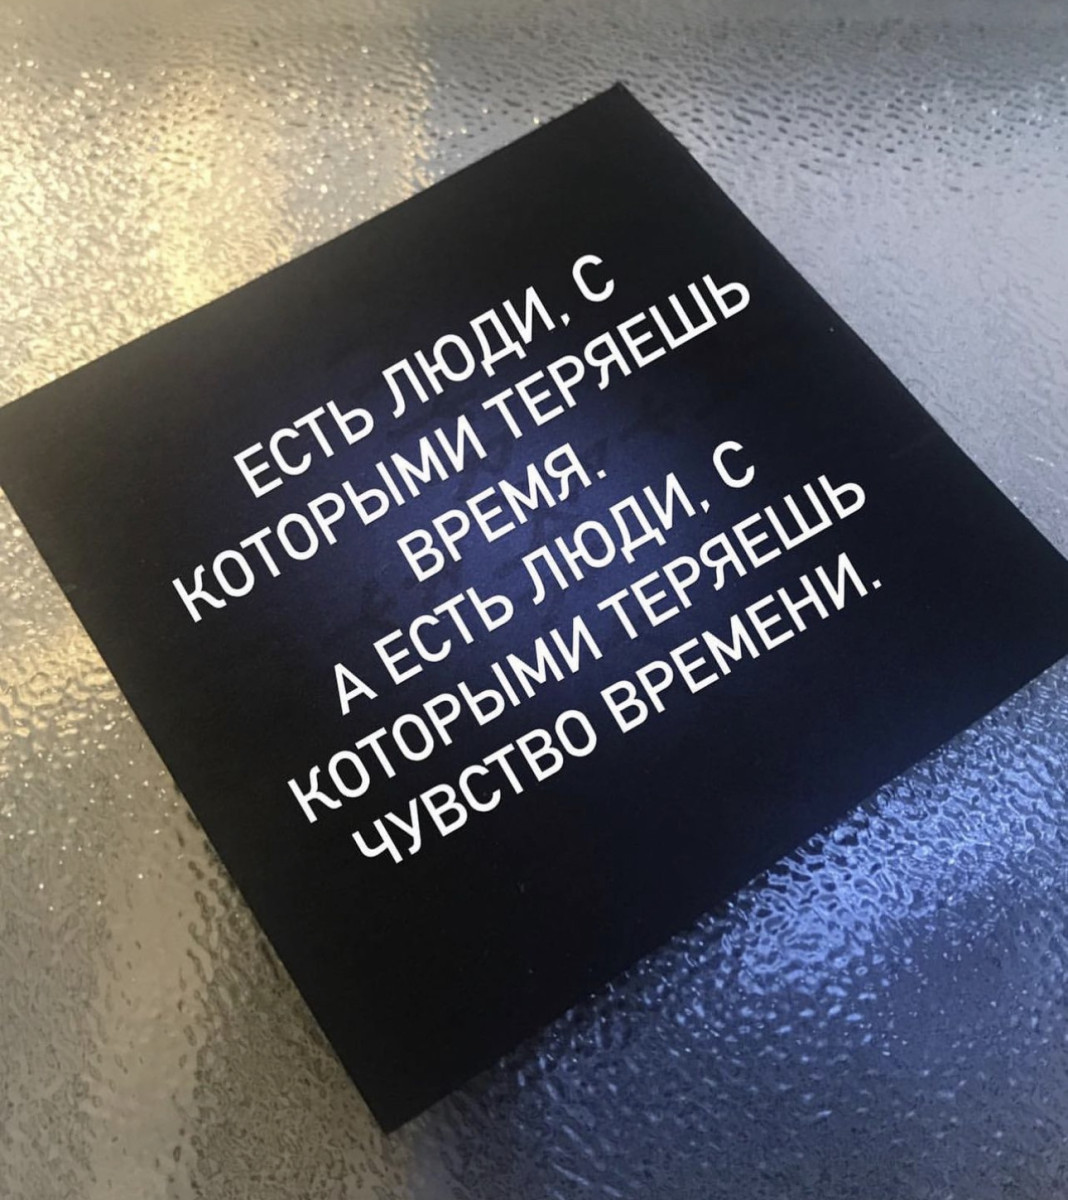 ЕСТЬ ЛЮДИ, С
КОТОРЫМИ ТЕРЯЕШЬ
ВРЕМЯ.
А ЕСТЬ ЛЮДИ, С
КОТОРЫМИ ТЕРЯЕШЬ
ЧУВСТВО ВРЕМЕНИ.